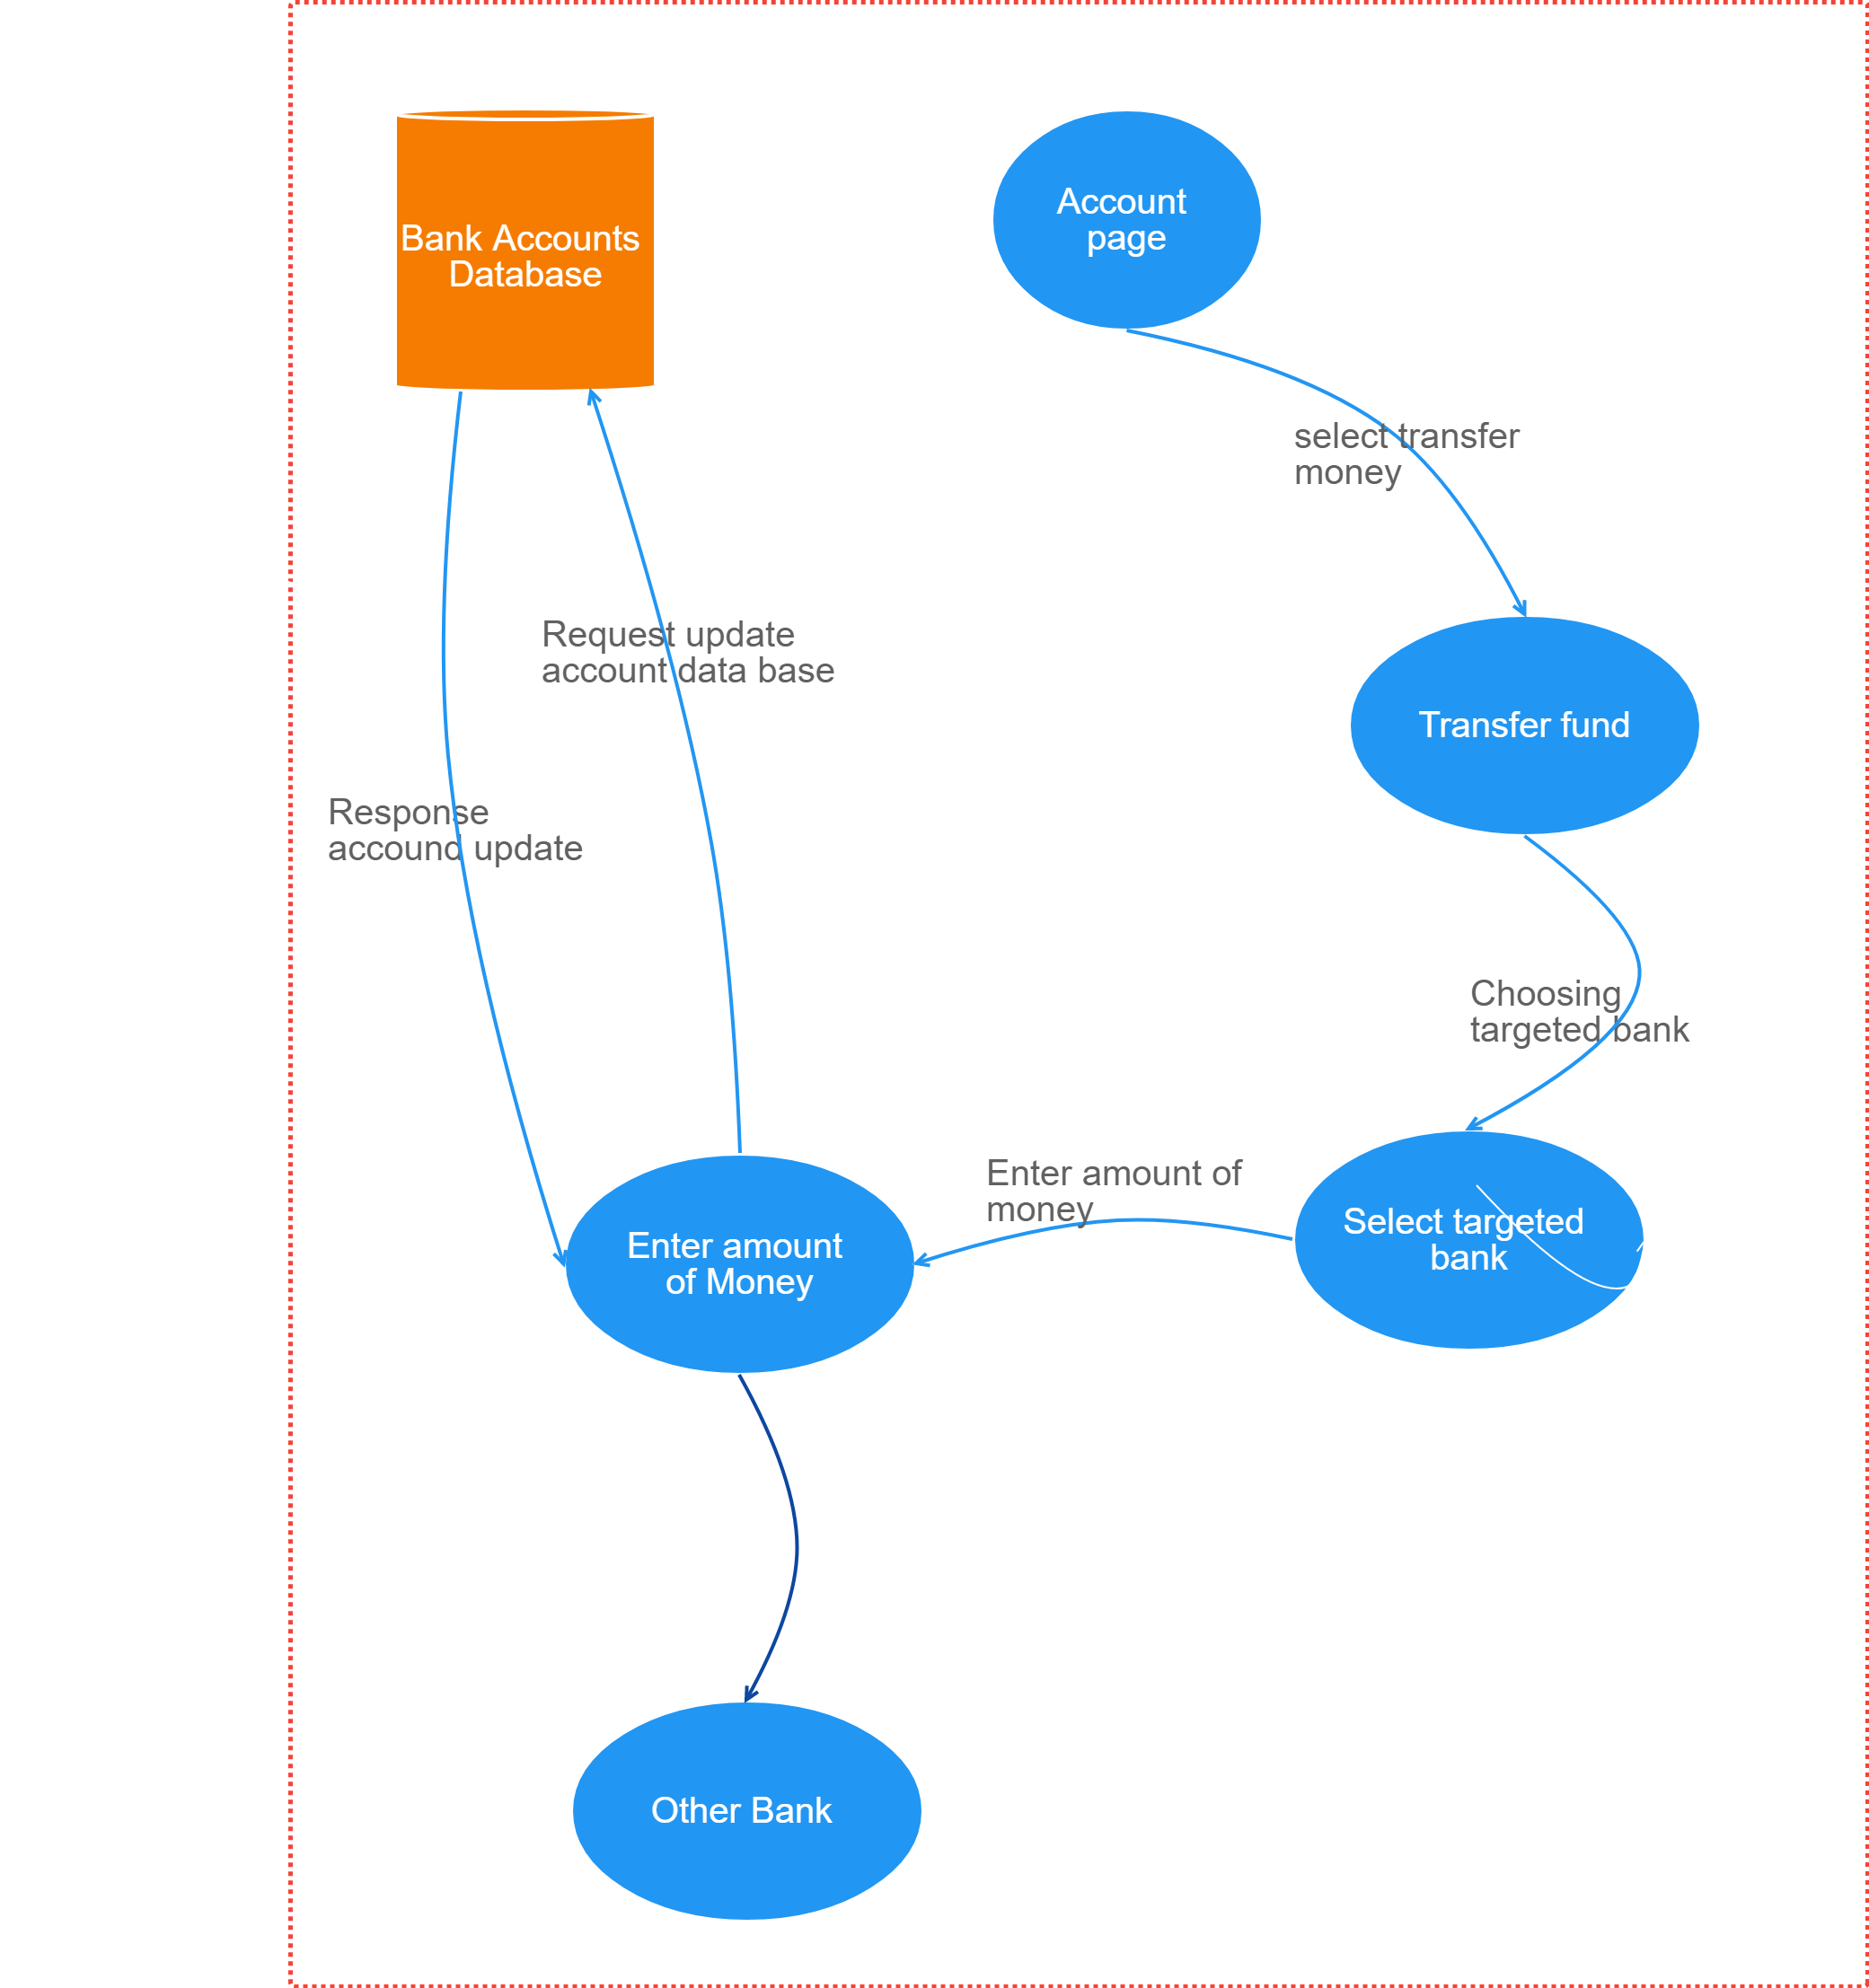 Bank Accounts
Database
Account
page
select transfer
money
Request update
account data base
Transfer fund
Response
accound update
Choosing
targeted bank
Enter amount of
money
Select targeted
bank
Enter amount
of Money
Other Bank